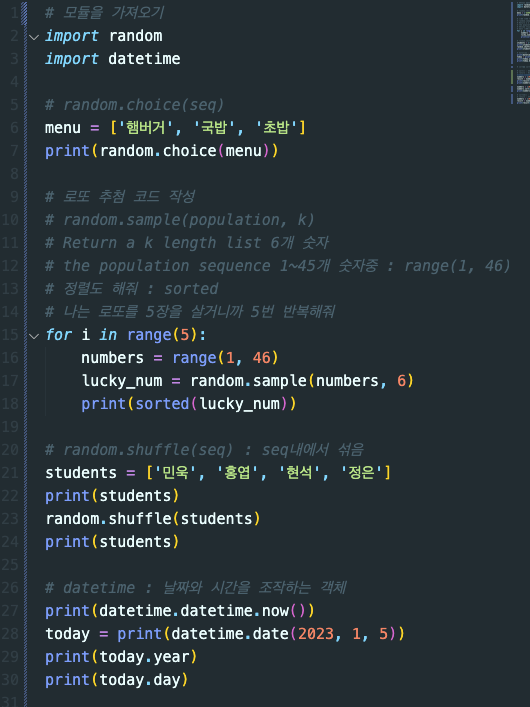 1 # 모듈을 가져오기
2 import random
3 import datetime
4
5 # random.choice(seq)
6 menu = ['햄버거', '국밥', '초밥']
7 print(random.choice(menu))
8
9 # 로또 추첨 코드 작성
10 # random.sample(population, k)
11 # Return a k length list 6개 숫자
12 # the population sequence 1~45개 숫자중 : range(1, 46)
13 # 정렬도 해줘 : sorted
14 # 나는 로또를 5장을 살거니까 5번 반복해줘
15 for i in range(5):
16     numbers = range(1, 46)
17     lucky_num = random.sample(numbers, 6)
18     print(sorted(lucky_num))
19
20 # random.shuffle(seq) : seq내에서 섞음
21 students = ['민욱', '홍엽', '현석', '정은']
22 print(students)
23 random.shuffle(students)
24 print(students)
25
26 # datetime : 날짜와 시간을 조작하는 객체
27 print(datetime.datetime.now())
28 today = print(datetime.date(2023, 1, 5))
29 print(today.year)
30 print(today.day)
31